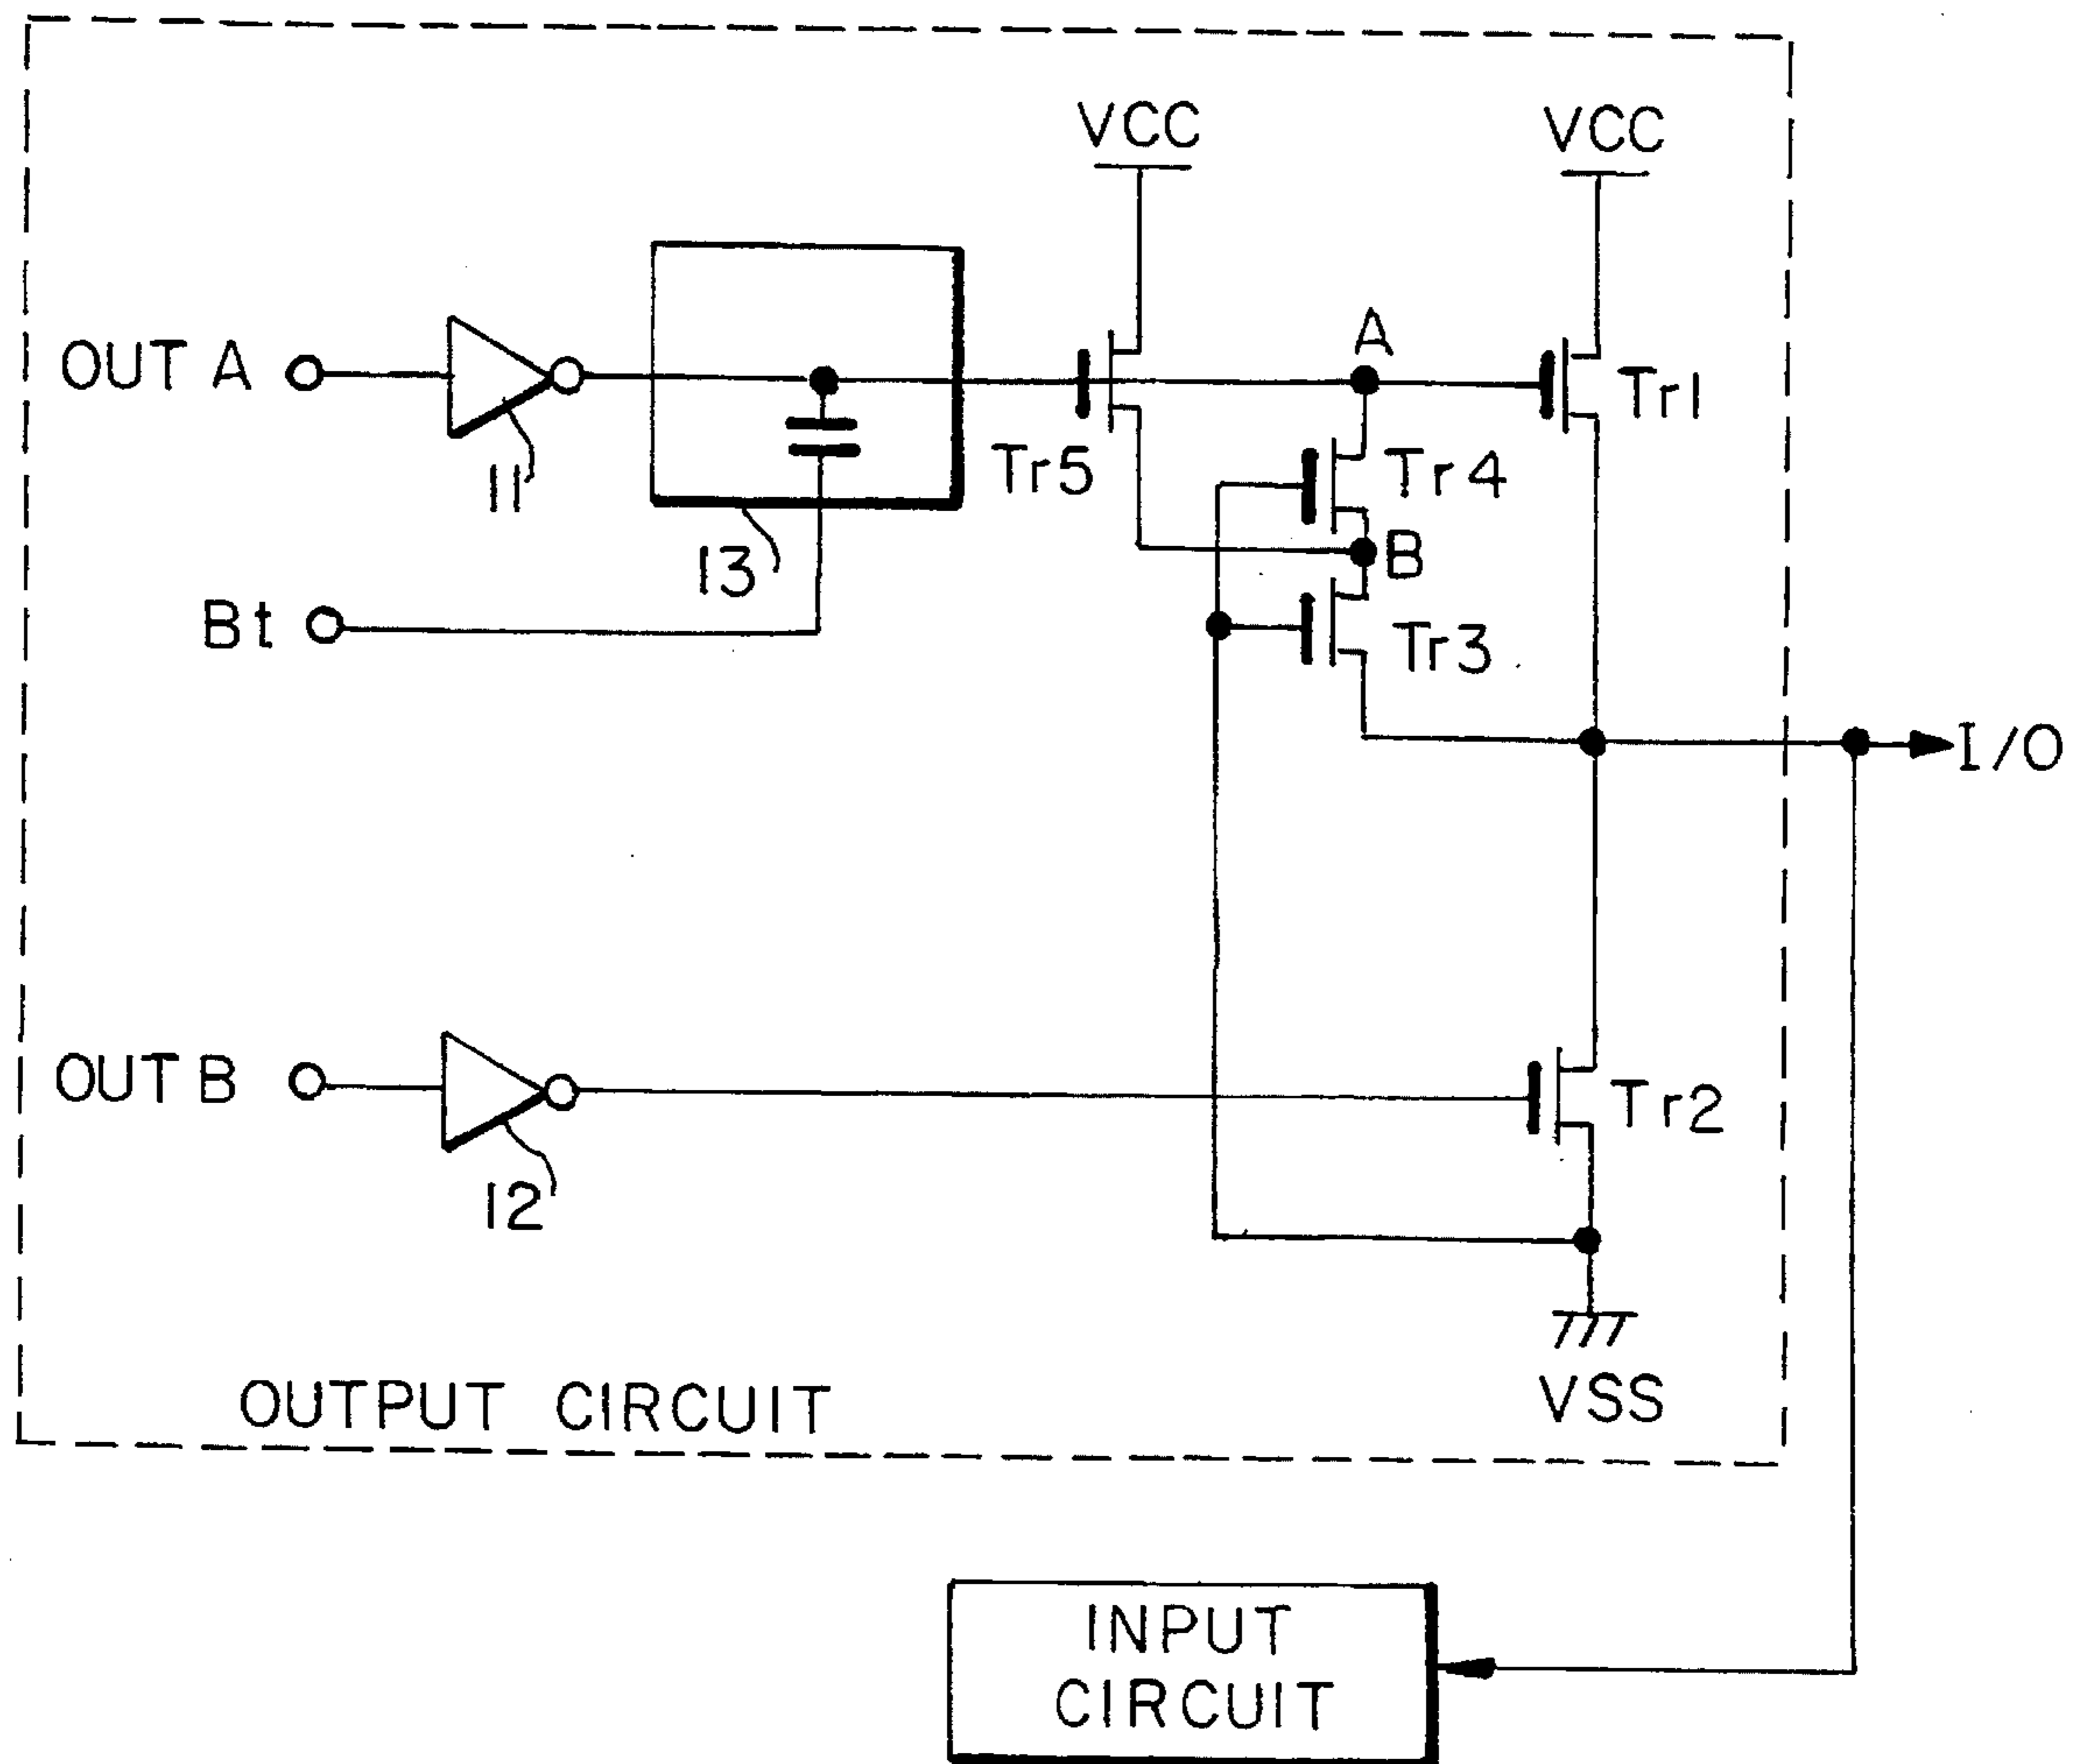 VCC
VCC
OUT A
A
Tr1
11
Tr5
Tr4
13
B
Bt
Tr3
I/O
OUT B
Tr2
12
OUTPUT CIRCUIT
VSS
INPUT
CIRCUIT